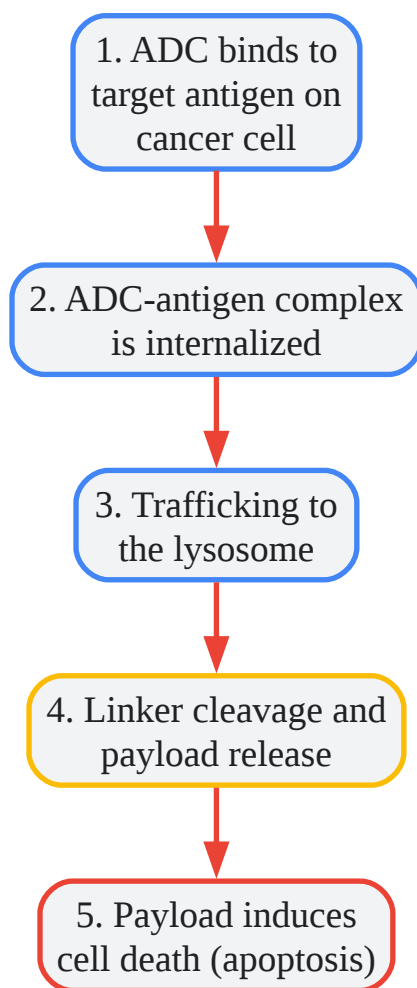 1. ADC binds to
target antigen on
cancer cell
2. ADC-antigen complex
is internalized
3. Trafficking to
the lysosome
4. Linker cleavage and
payload release
5. Payload induces
cell death (apoptosis)